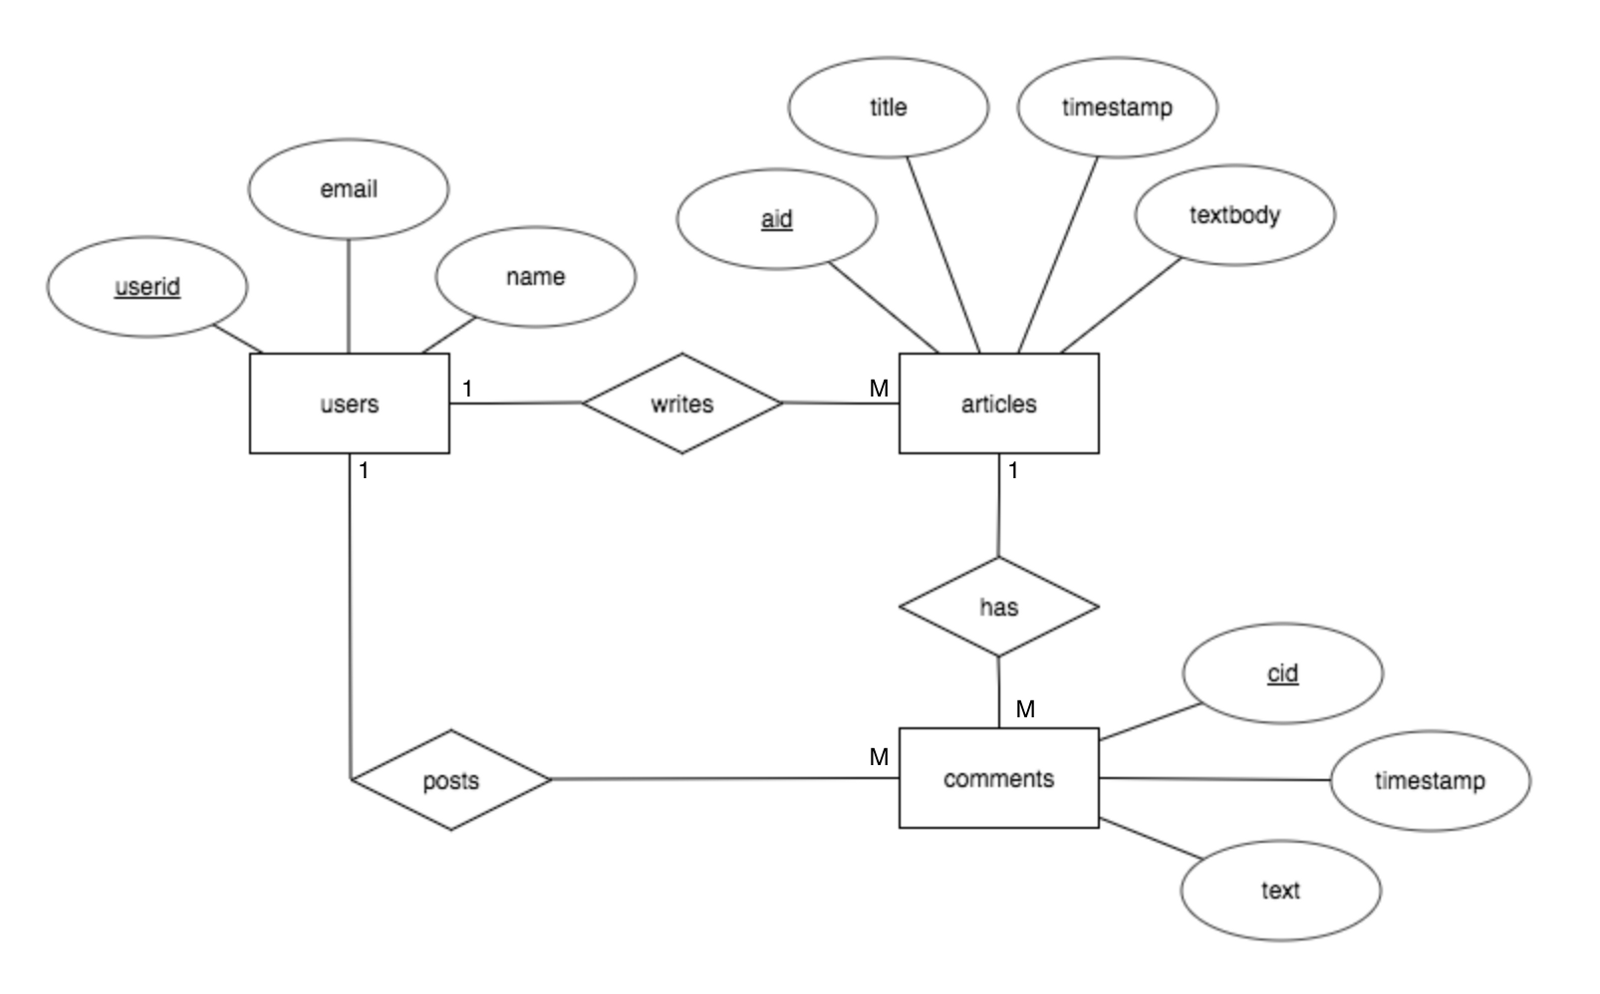 title
timestamp
email
aid
textbody
userid
name
users
1
writes
M
articles
1
1
has
cid
M
M
posts
comments
timestamp
text